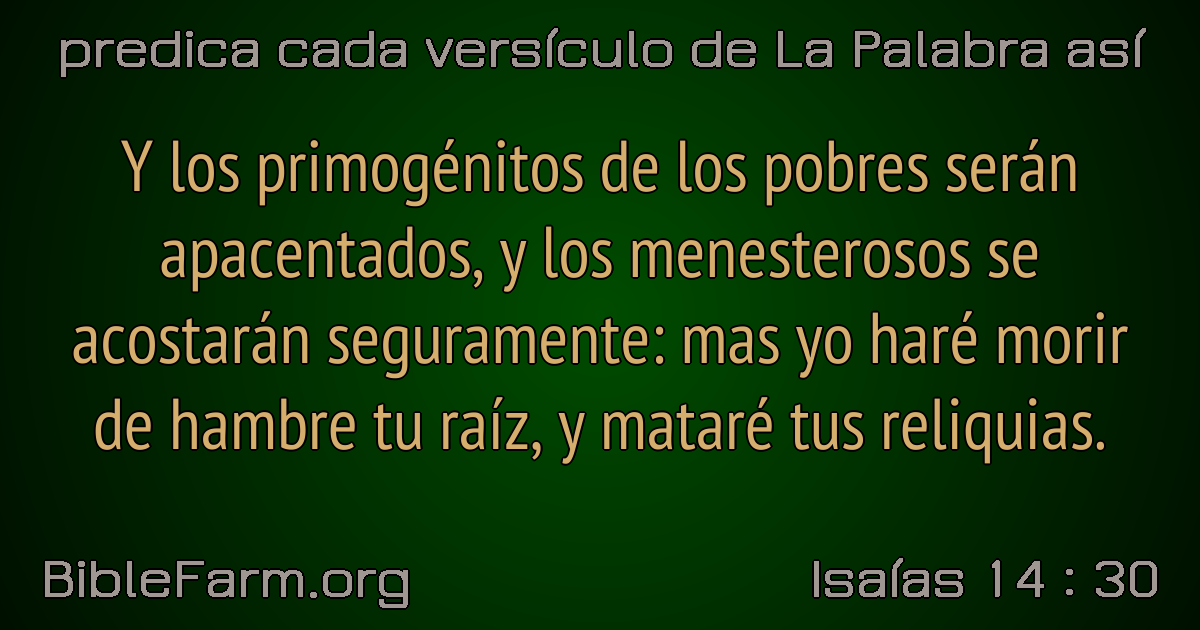 predica cada versículo de La Palabra así
Y los primogénitos de los pobres serán
apacentados, y los menesterosos se
acostarán seguramente: mas yo haré morir
de hambre tu raíz, y mataré tus reliquias.
BibleFarm.org
Isaías 14 : 30